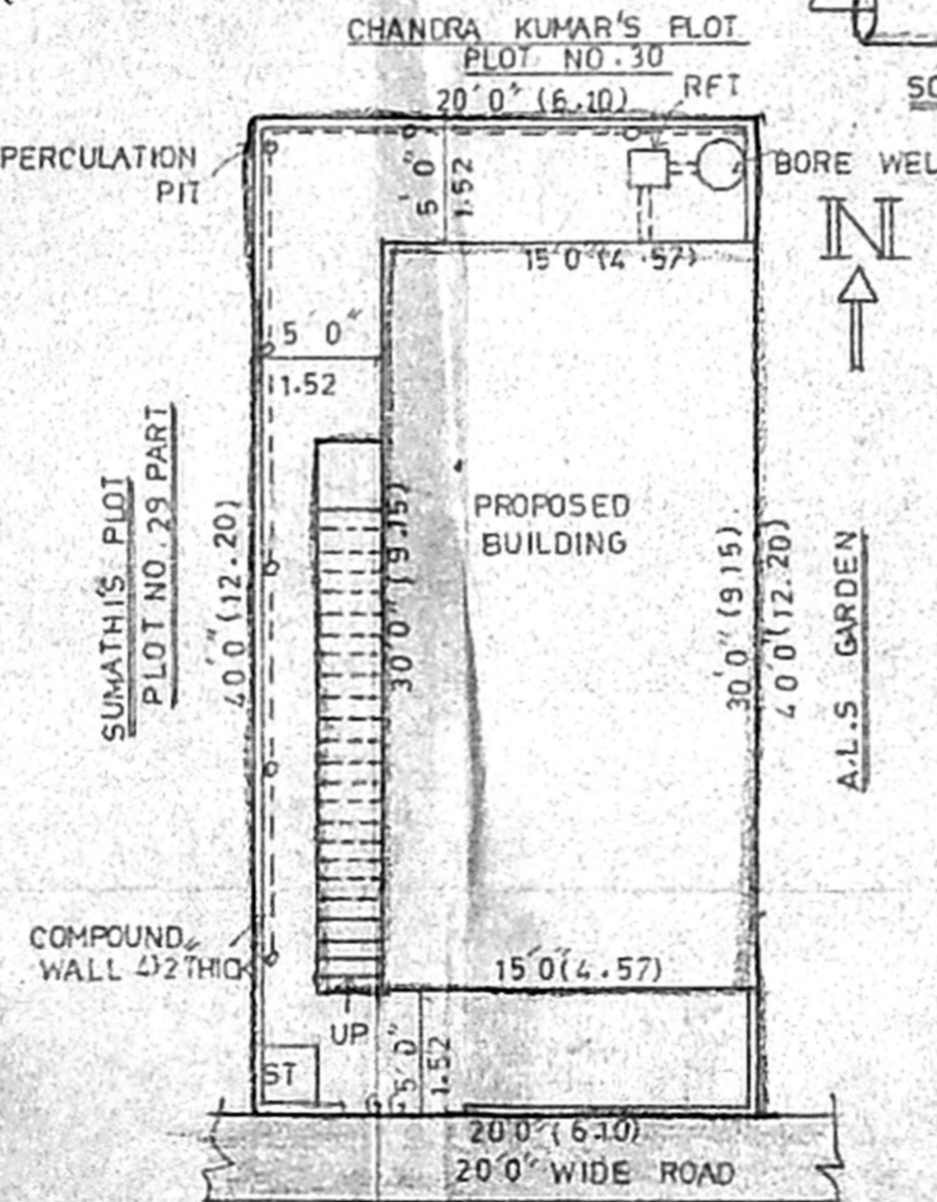 CHANDRA KUMAR'S PLOT
PLOT NO.30
20'0" (6.10)
RFT
PERCULATION
PIT
5'0"
1.52
BORE WEL
N
15'0"(4.57)
5'0"
1.52
SUMATHI'S PLOT
PLOT NO.29 PART
40'0"(12.20)
30'0"(9.15)
PROPOSED
BUILDING
30'0"(9.15)
40'0"(12.20)
A.L.S GARDEN
COMPOUND
WALL
15'0(4.57)
UP
5'0"
1.52
ST
20'0"(6.10)
20'0" WIDE ROAD